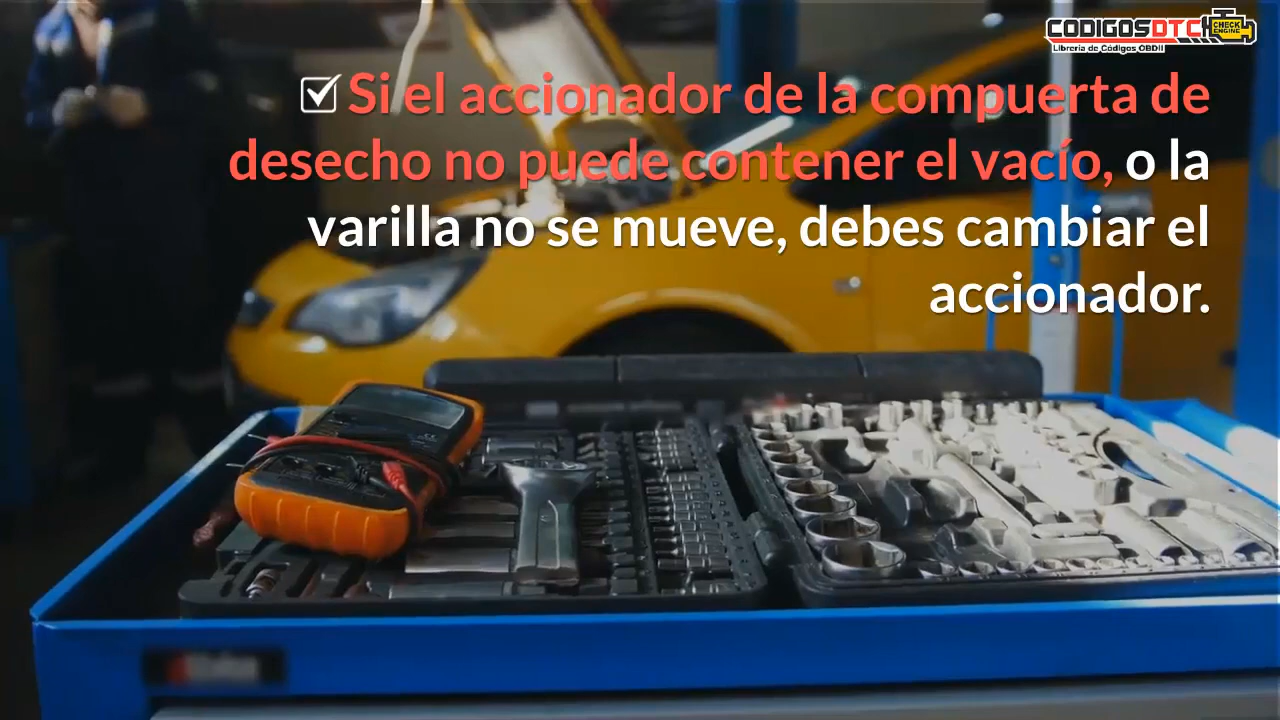 CODIGOSDTC
CHECK
ENGINE
Libreria de Códigos OBDII
☑ Si el accionador de la compuerta de
desecho no puede contener el vacío, o la
varilla no se mueve, debes cambiar el
accionador.